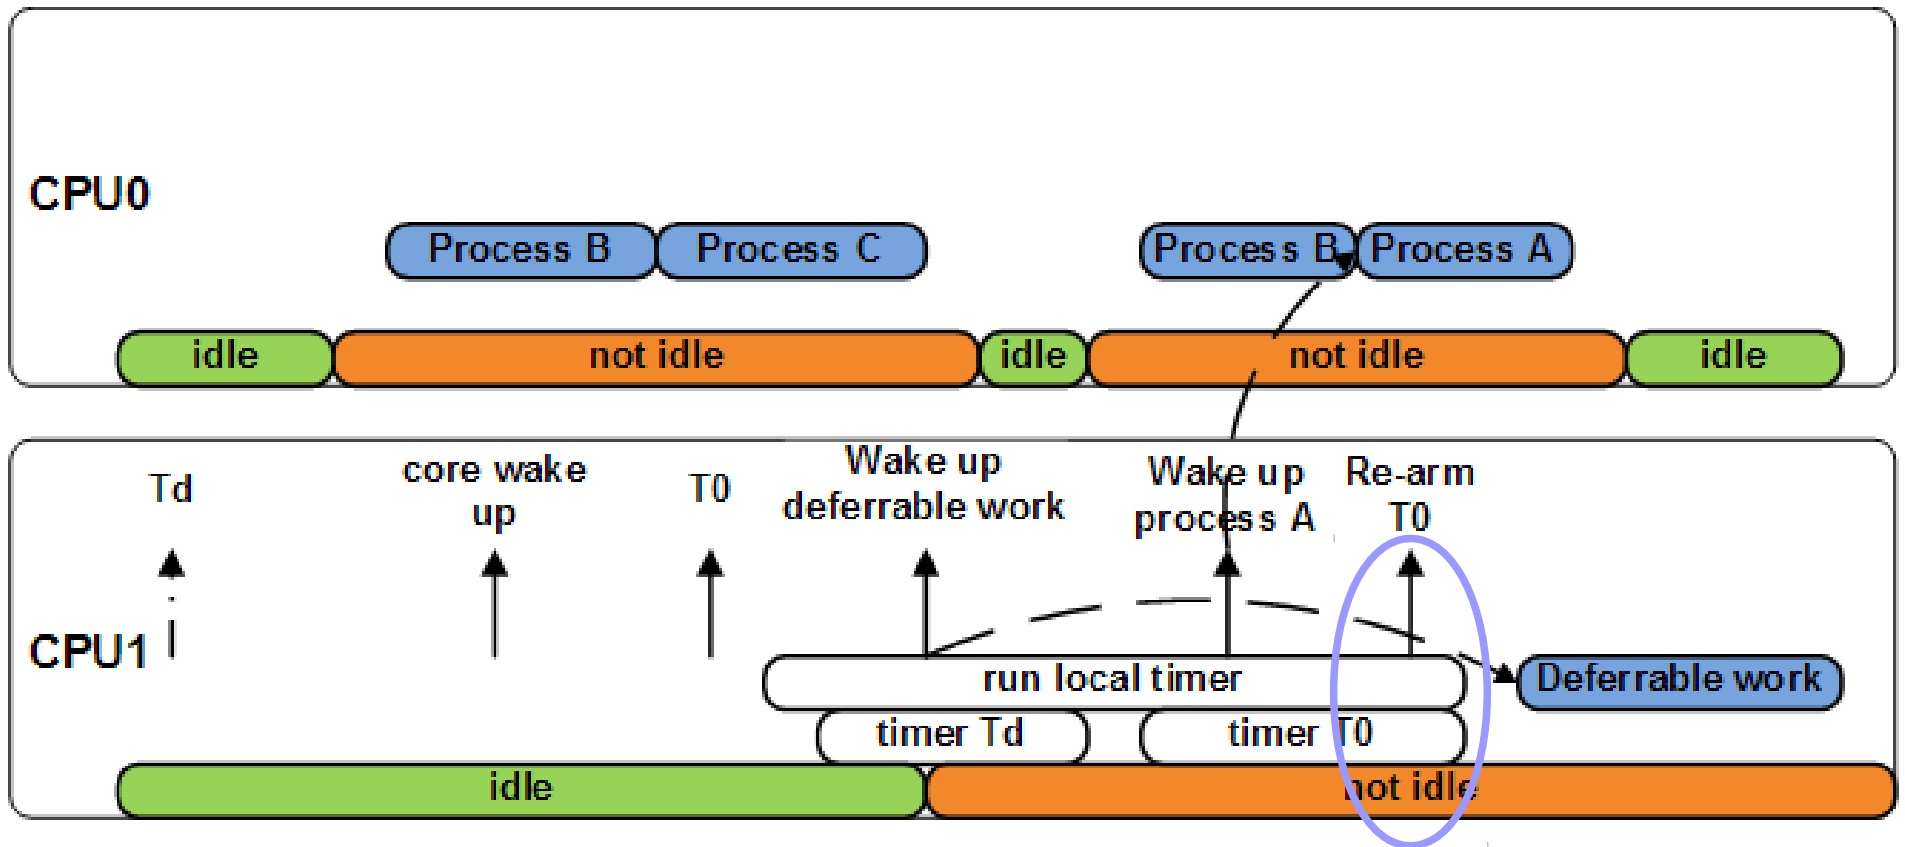 CPU0
Process B
Process C
Process B
Process A
idle
not idle
idle
not idle
idle
Td
core wake
up
T0
Wake up
deferrable work
Wake up
process A
Re-arm
T0
CPU1
run local timer
Deferrable work
timer Td
timer T0
idle
not idle